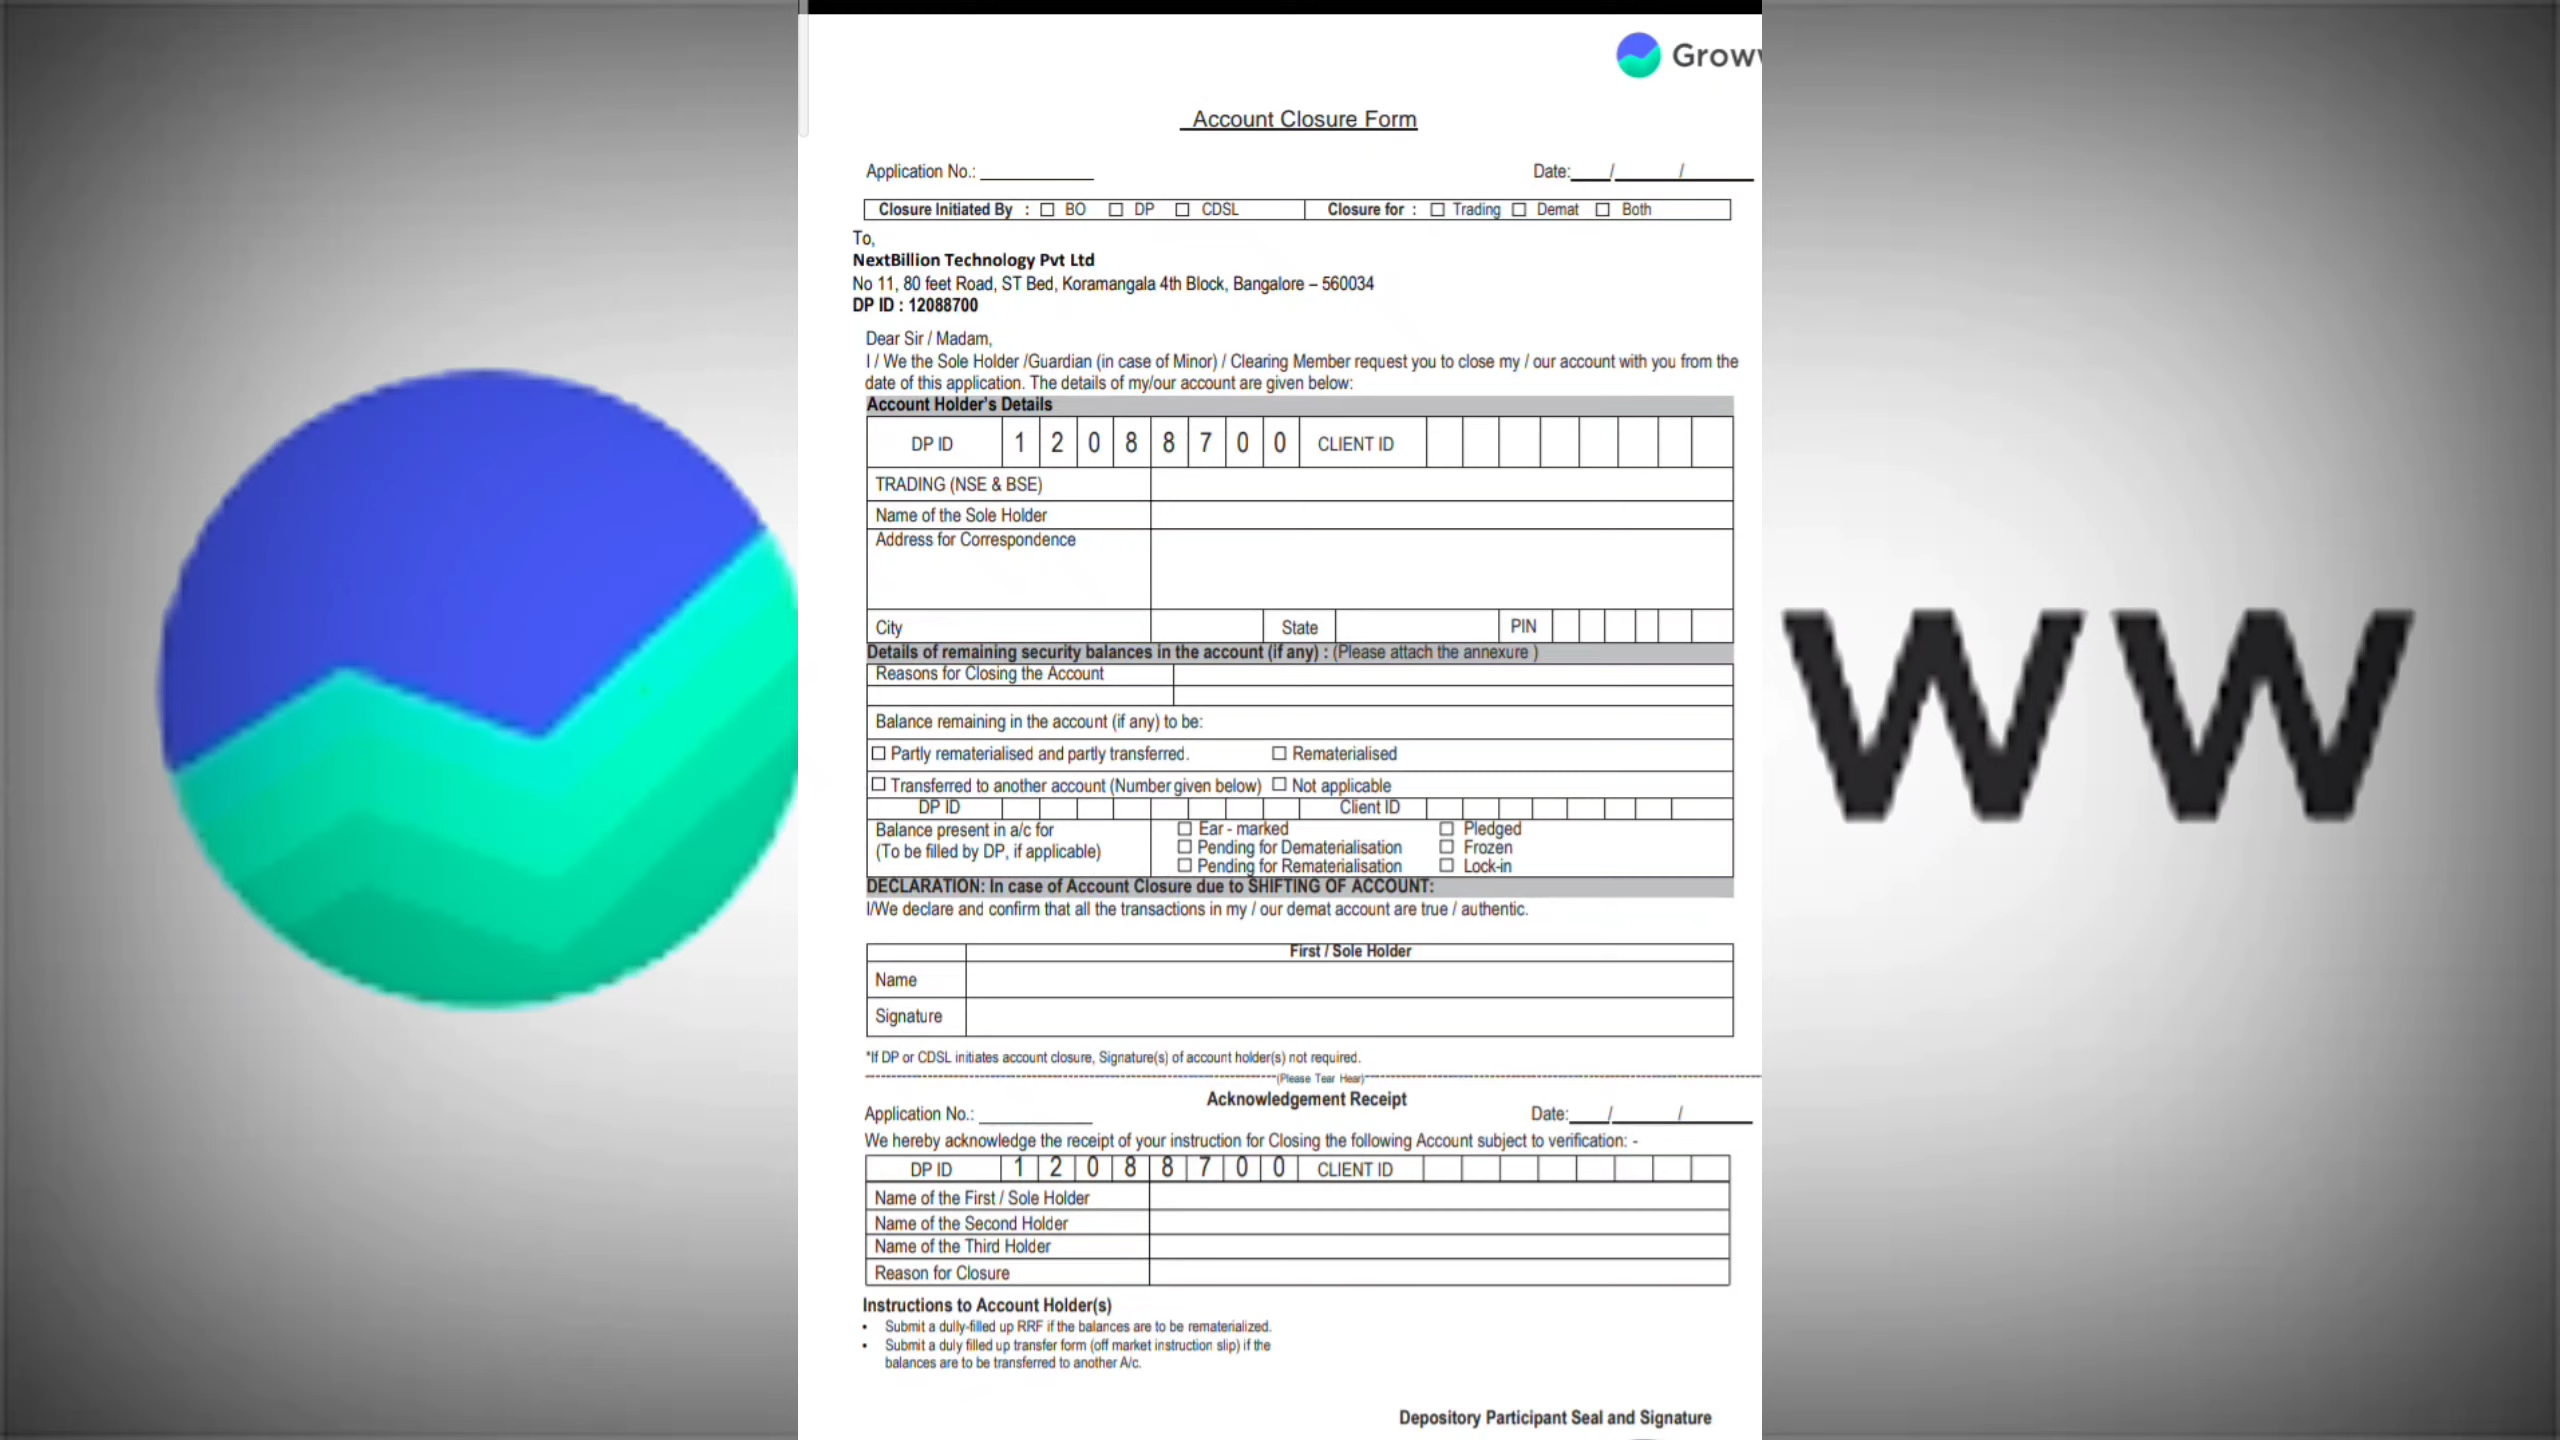 Grow
Account Closure Form
Application No.: ___________ Date:____/______/_______
Closure Initiated By : ☐ BO ☐ DP ☐ CDSL Closure for : ☐ Trading ☐ Demat ☐ Both
To,
NextBillion Technology Pvt Ltd
No 11, 80 feet Road, ST Bed, Koramangala 4th Block, Bangalore – 560034
DP ID : 12088700
Dear Sir / Madam,
I / We the Sole Holder /Guardian (in case of Minor) / Clearing Member request you to close my / our account with you from the
date of this application. The details of my/our account are given below:
Account Holder's Details
DP ID 1 2 0 8 8 7 0 0 CLIENT ID
TRADING (NSE & BSE)
Name of the Sole Holder
Address for Correspondence
City State PIN
Details of remaining security balances in the account (if any) : (Please attach the annexure )
Reasons for Closing the Account
Balance remaining in the account (if any) to be:
☐ Partly rematerialised and partly transferred. ☐ Rematerialised
☐ Transferred to another account (Number given below) ☐ Not applicable
DP ID Client ID
Balance present in a/c for ☐ Ear - marked ☐ Pledged
(To be filled by DP, if applicable) ☐ Pending for Dematerialisation ☐ Frozen
☐ Pending for Rematerialisation ☐ Lock-in
DECLARATION: In case of Account Closure due to SHIFTING OF ACCOUNT:
I/We declare and confirm that all the transactions in my / our demat account are true / authentic.
First / Sole Holder
Name
Signature
*If DP or CDSL initiates account closure, Signature(s) of account holder(s) not required.
(Please Tear Hear)
Acknowledgement Receipt
Application No.: ___________ Date:____/______/_______
We hereby acknowledge the receipt of your instruction for Closing the following Account subject to verification: -
DP ID 1 2 0 8 8 7 0 0 CLIENT ID
Name of the First / Sole Holder
Name of the Second Holder
Name of the Third Holder
Reason for Closure
Instructions to Account Holder(s)
• Submit a dully-filled up RRF if the balances are to be rematerialized.
• Submit a duly filled up transfer form (off market instruction slip) if the
balances are to be transferred to another A/c.
Depository Participant Seal and Signature
ww